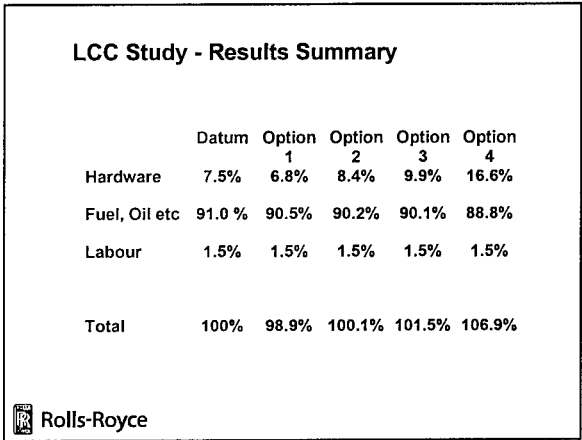 LCC Study - Results Summary
Datum Option Option Option Option
1 2 3 4
Hardware 7.5% 6.8% 8.4% 9.9% 16.6%
Fuel, Oil etc 91.0 % 90.5% 90.2% 90.1% 88.8%
Labour 1.5% 1.5% 1.5% 1.5% 1.5%
Total 100% 98.9% 100.1% 101.5% 106.9%
Rolls-Royce